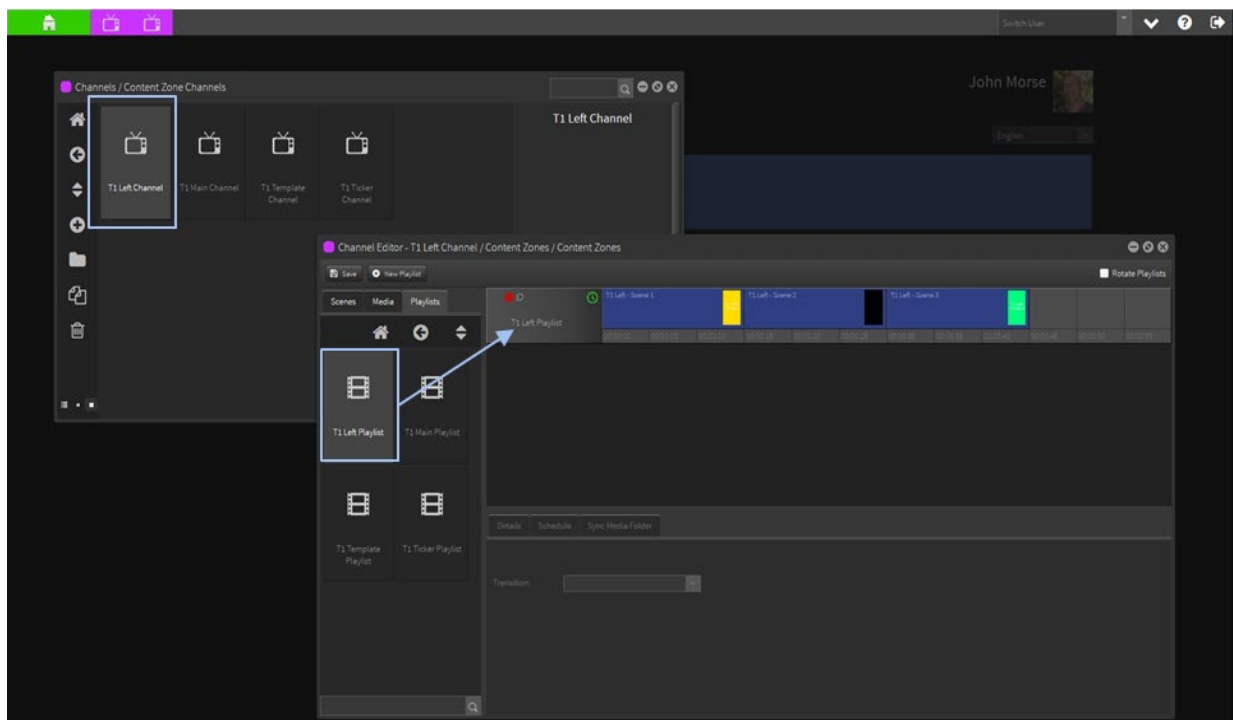 Switch User
Channels / Content Zone Channels
John Morse
T1 Left Channel
English
T1 Left Channel
T1 Main Channel
T1 Template
Channel
T1 Ticker
Channel
Channel Editor - T1 Left Channel / Content Zones / Content Zones
Save
New Playlist
Rotate Playlists
Scenes
Media
Playlists
T1 Left - Scene 1
T1 Left - Scene 2
T1 Left - Scene 3
T1 Left Playlist
T1 Left Playlist
T1 Main Playlist
Details
Schedule
Sync Media Folder
T1 Template
Playlist
T1 Ticker Playlist
Transition